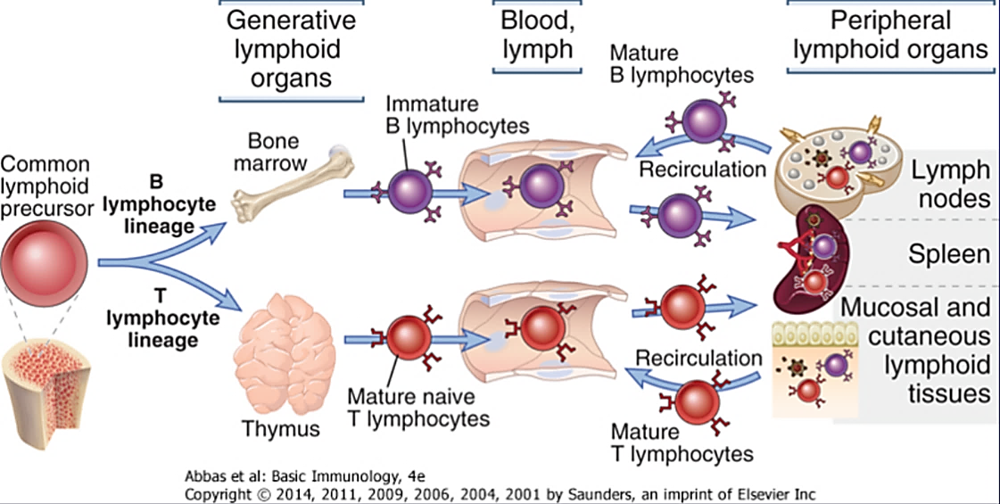 Generative
lymphoid
organs
Blood,
lymph
Peripheral
lymphoid organs
Mature
B lymphocytes
Immature
B lymphocytes
Bone
marrow
Common
lymphoid
precursor
B
lymphocyte
lineage
Recirculation
Lymph
nodes
Spleen
T
lymphocyte
lineage
Mucosal and
cutaneous
lymphoid
tissues
Recirculation
Mature naive
T lymphocytes
Thymus
Mature
T lymphocytes
Abbas et al: Basic Immunology, 4e
Copyright © 2014, 2011, 2009, 2006, 2004, 2001 by Saunders, an imprint of Elsevier Inc